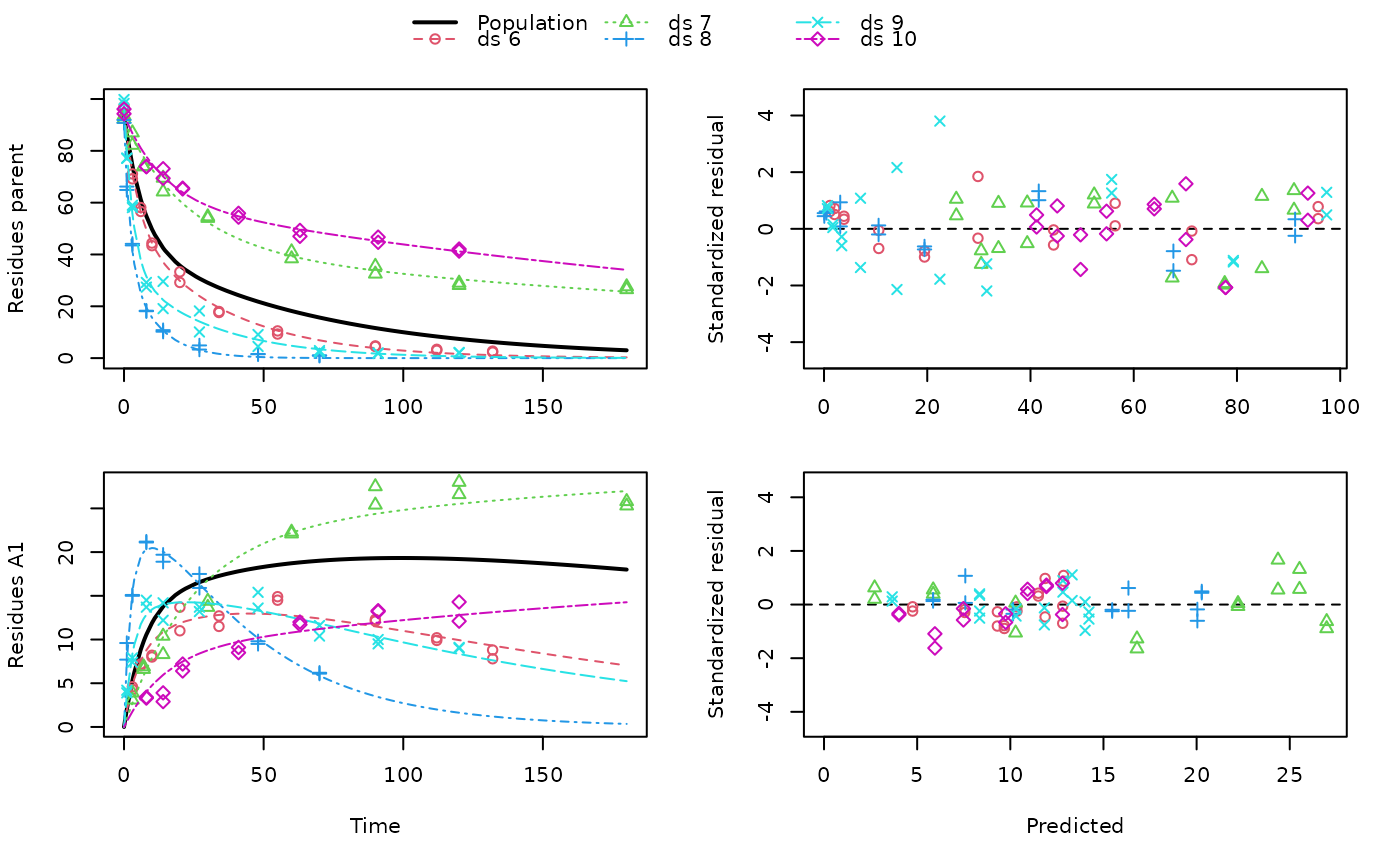 Population ds 7 ds 9
ds 6 ds 8 ds 10
Residues parent
0 20 40 60 80
0 50 100 150
Standardized residual
-4 -2 0 2 4
0 20 40 60 80 100
Residues A1
0 5 10 20
0 50 100 150
Time
Standardized residual
-4 -2 0 2 4
0 5 10 15 20 25
Predicted